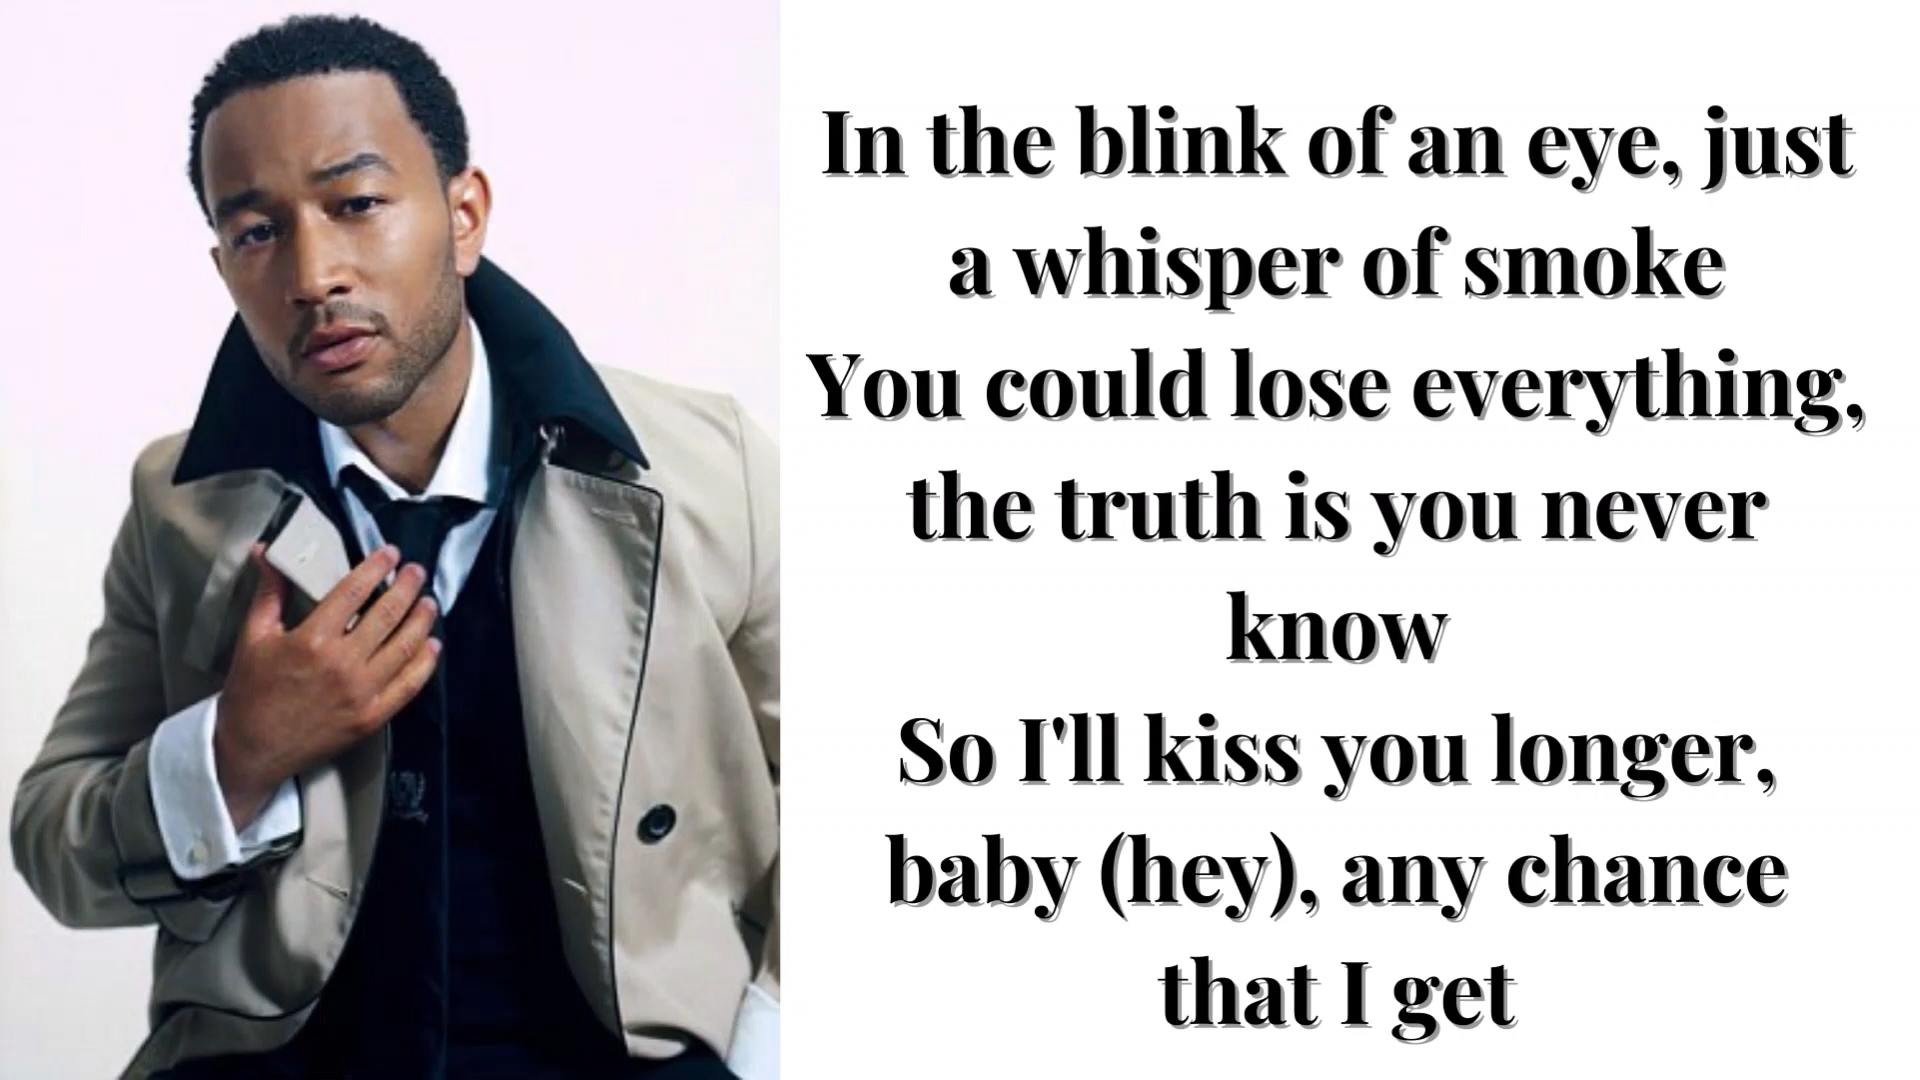 In the blink of an eye, just
a whisper of smoke
You could lose everything,
the truth is you never
know
So I'll kiss you longer,
baby (hey), any chance
that I get